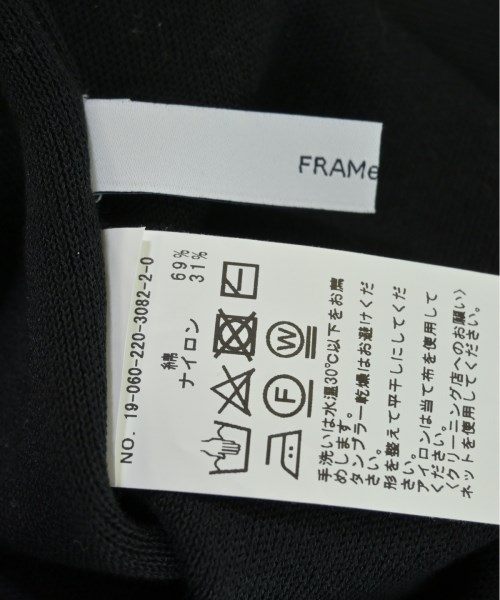 FRAMe
NO. 19-060-220-3082-2-0
綿 69%
ナイロン 31%
W
F
手洗いは水温30℃以下をお薦
めします。
タンブラー乾燥はお避けくだ
さい。
形を整えて平干しにしてくだ
さい。
アイロンは当て布を使用して
ください。
〈クリーニング店へのお願い〉
ネットを使用してください。